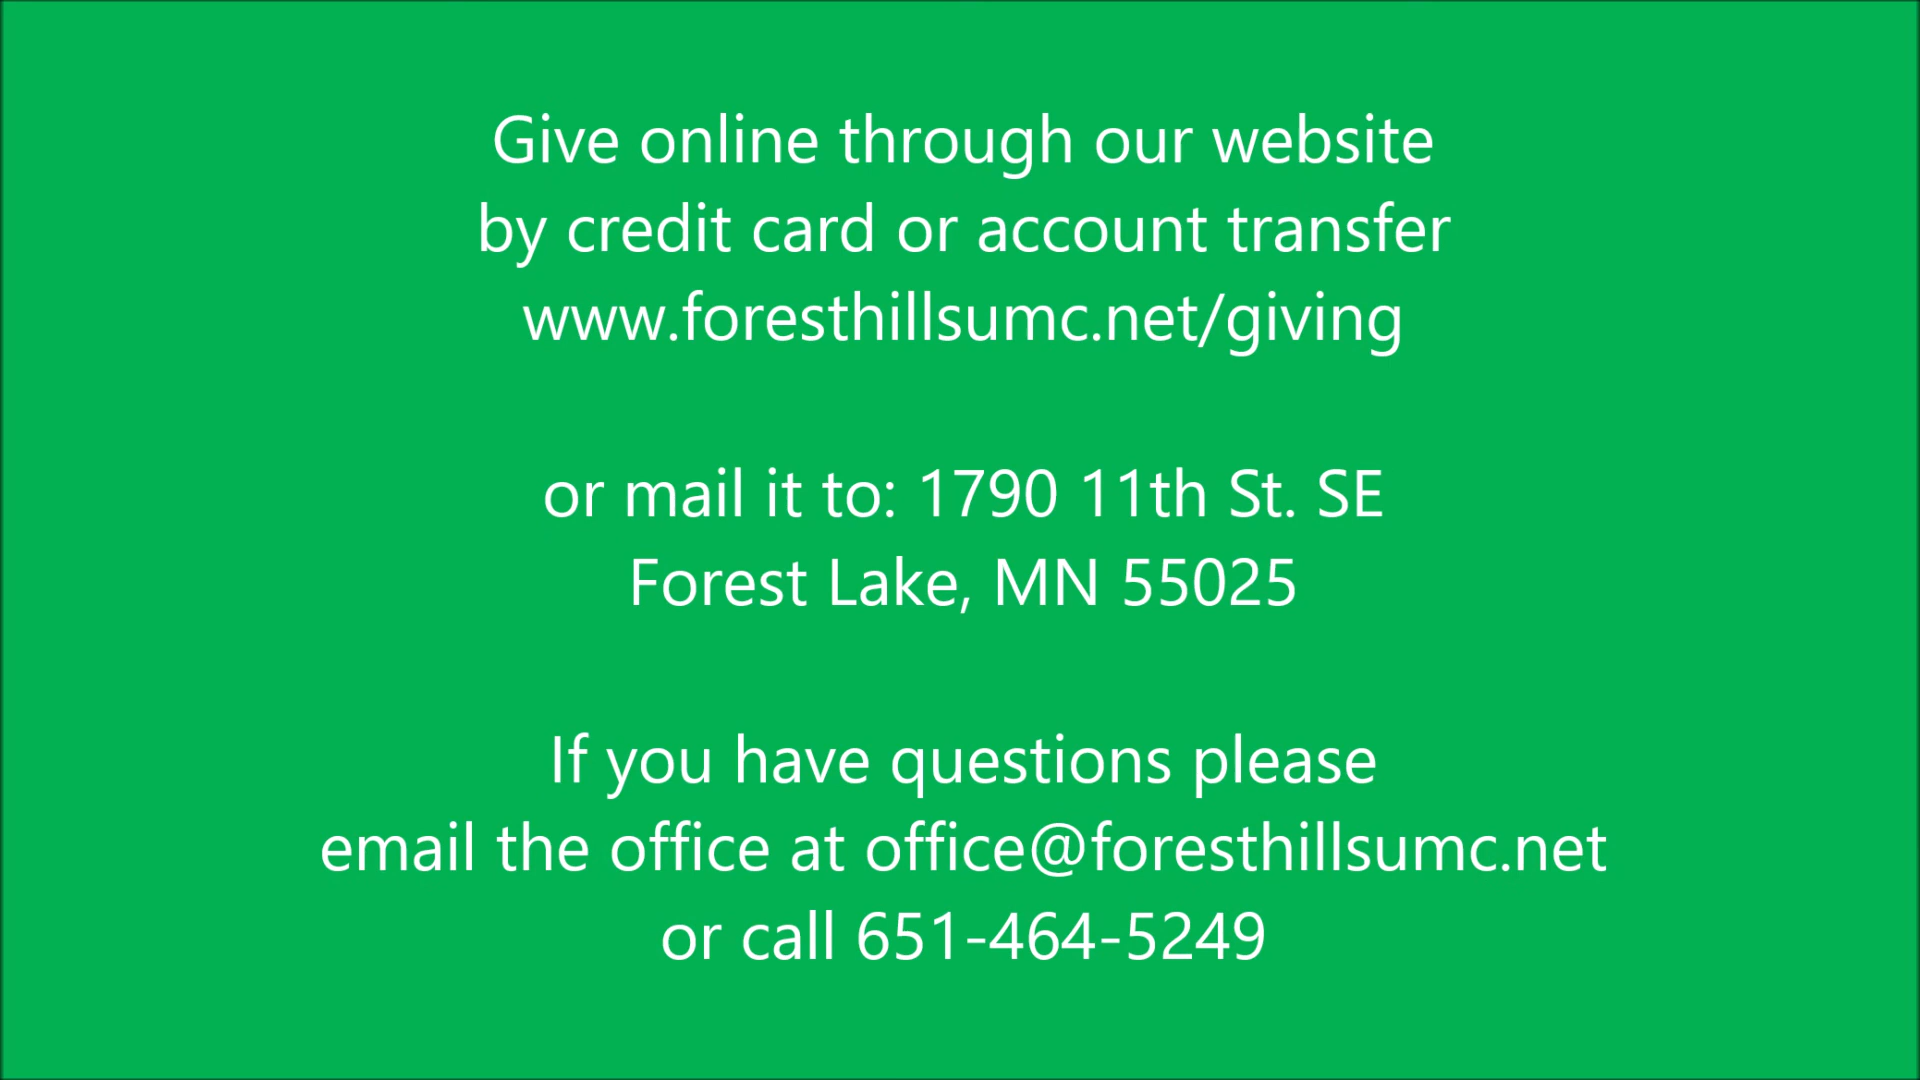 Give online through our website
by credit card or account transfer
www.foresthillsumc.net/giving
or mail it to: 1790 11th St. SE
Forest Lake, MN 55025
If you have questions please
email the office at office@foresthillsumc.net
or call 651-464-5249